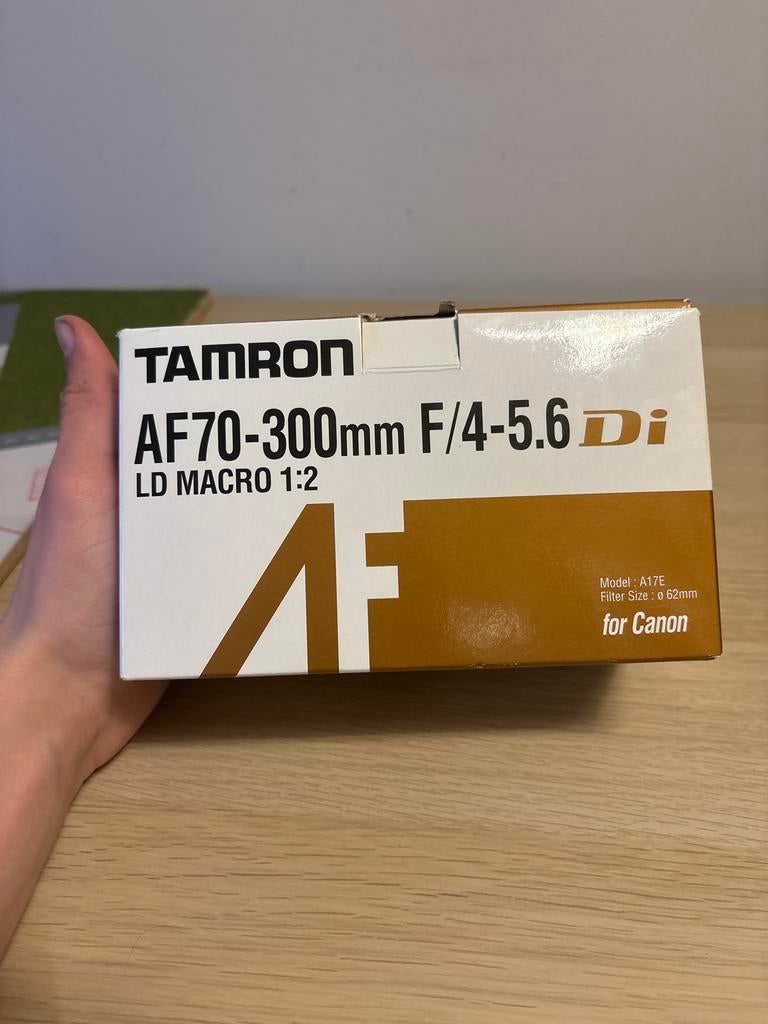 TAMRON
AF70-300mm F/4-5.6 Di
LD MACRO 1:2
AF
Model : A17E
Filter Size : ø 62mm
for Canon